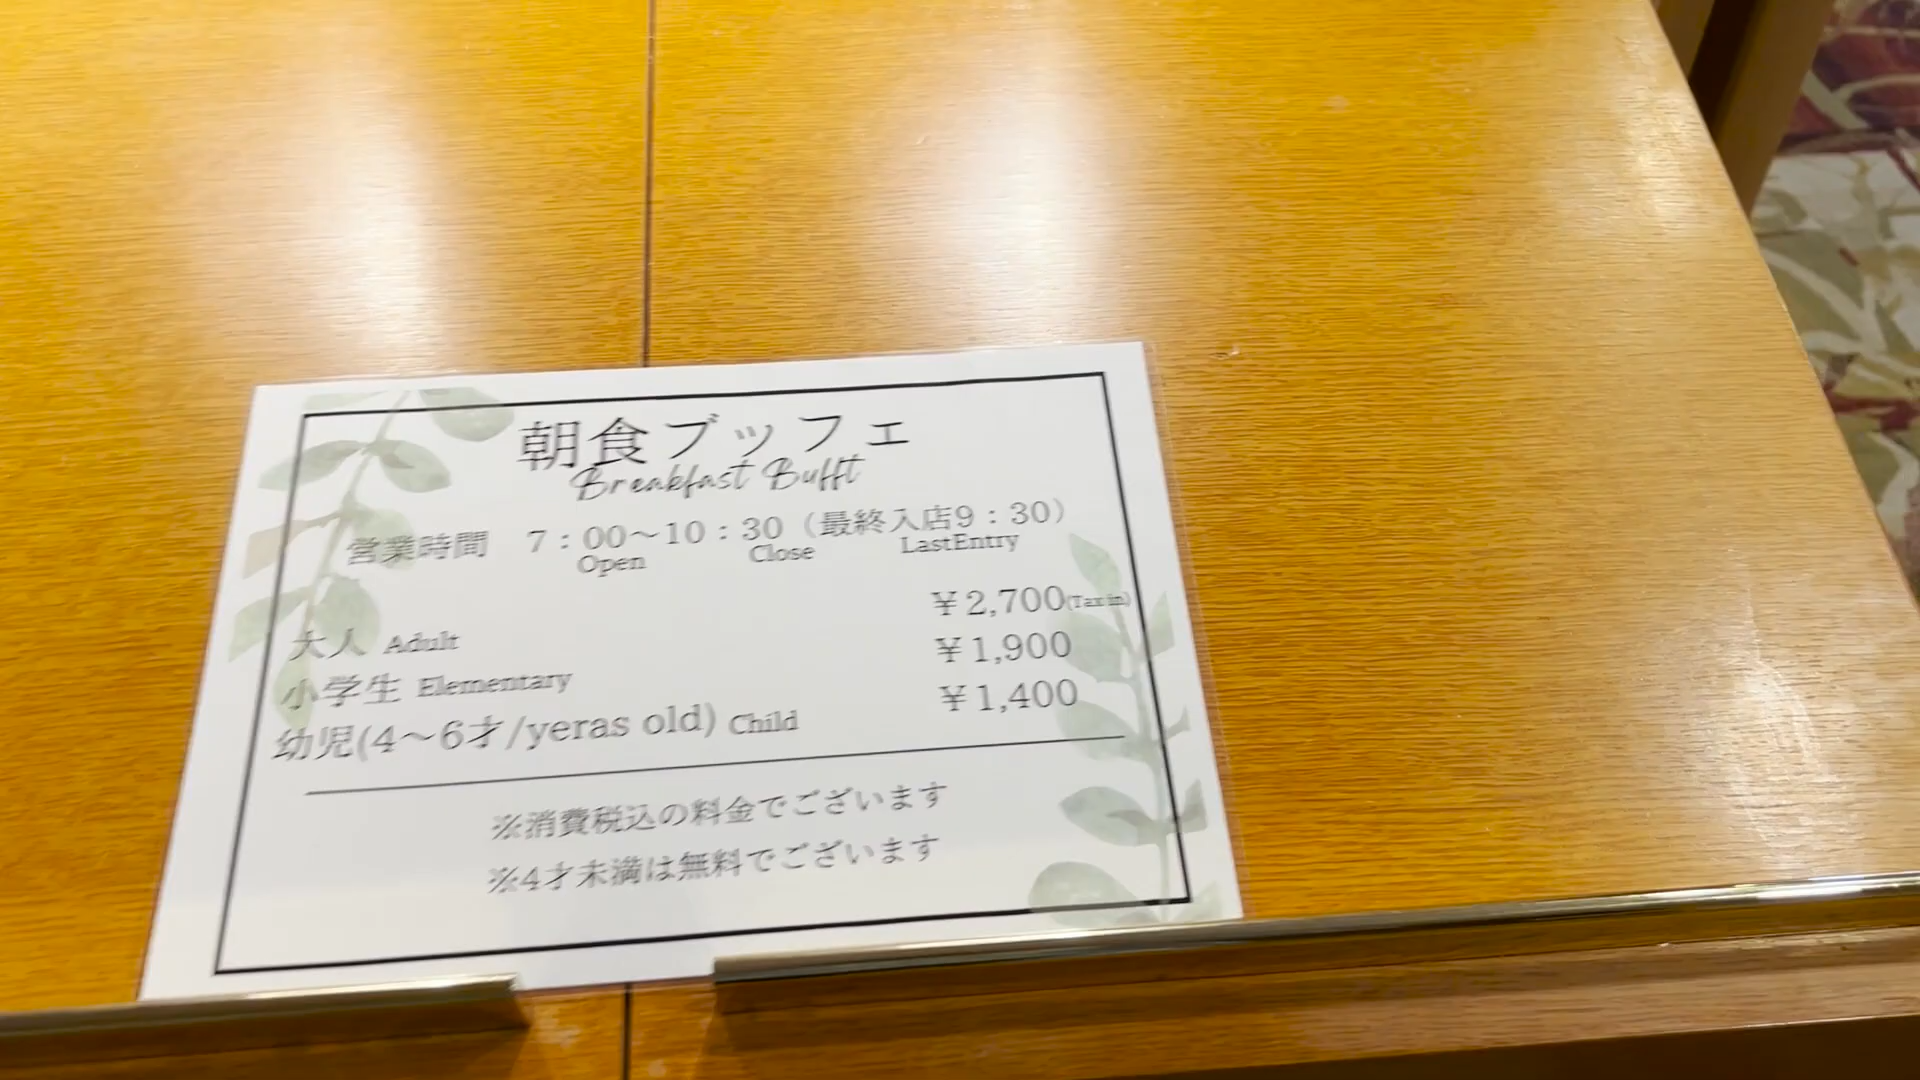 朝食ブッフェ
Breakfast Bufft
営業時間 7:00～10:30（最終入店9:30）
Open Close LastEntry
大人 Adult ￥2,700(Tax in)
小学生 Elementary ￥1,900
幼児(4～6才/yeras old) Child ￥1,400
※消費税込の料金でございます
※4才未満は無料でございます